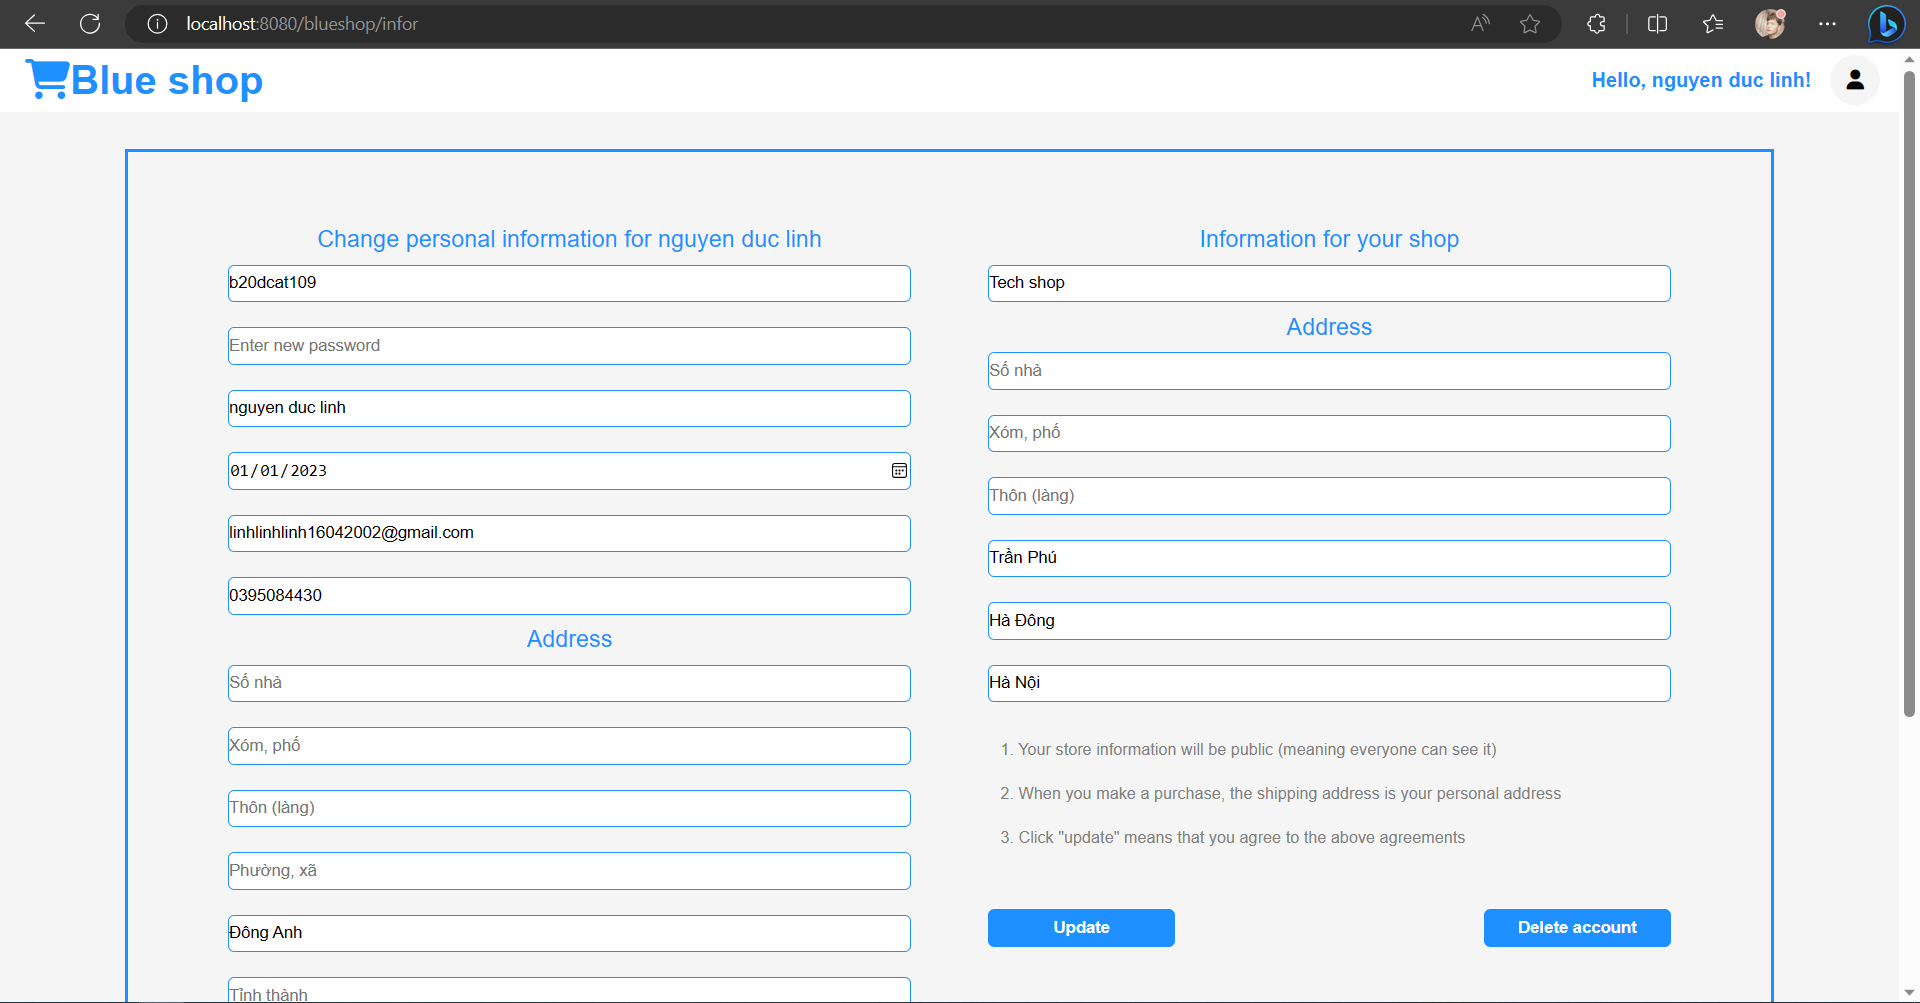 localhost:8080/blueshop/infor
Blue shop
Hello, nguyen duc linh!
Change personal information for nguyen duc linh
b20dcat109
Enter new password
nguyen duc linh
01/01/2023
linhlinhlinh16042002@gmail.com
0395084430
Address
Số nhà
Xóm, phố
Thôn (làng)
Phường, xã
Đông Anh
Tỉnh thành
Information for your shop
Tech shop
Address
Số nhà
Xóm, phố
Thôn (làng)
Trần Phú
Hà Đông
Hà Nội
1. Your store information will be public (meaning everyone can see it)
2. When you make a purchase, the shipping address is your personal address
3. Click "update" means that you agree to the above agreements
Update
Delete account